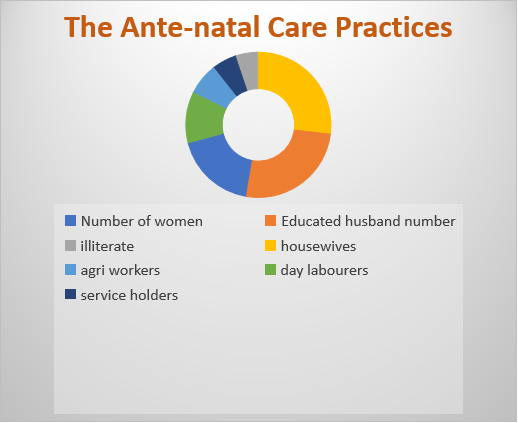 The Ante-natal Care Practices
Number of women
Educated husband number
illiterate
housewives
agri workers
day labourers
service holders